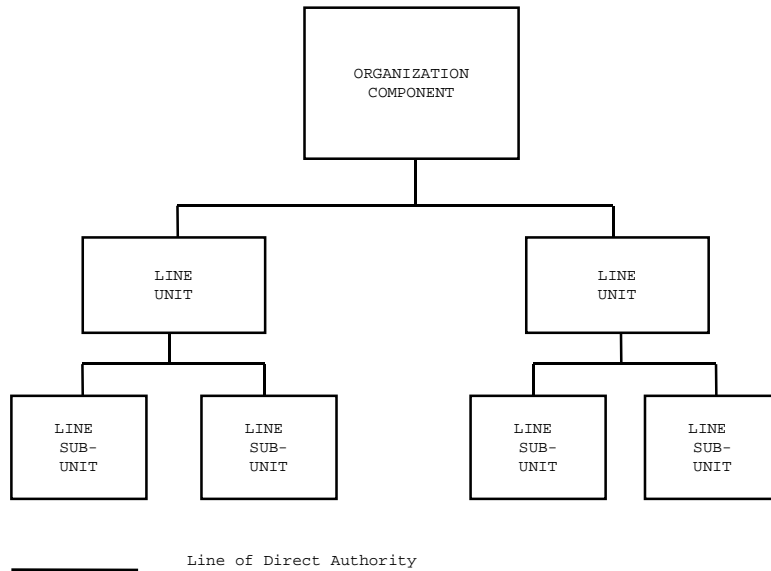 ORGANIZATION
COMPONENT
LINE
UNIT
LINE
UNIT
LINE
SUB-
UNIT
LINE
SUB-
UNIT
LINE
SUB-
UNIT
LINE
SUB-
UNIT
Line of Direct Authority